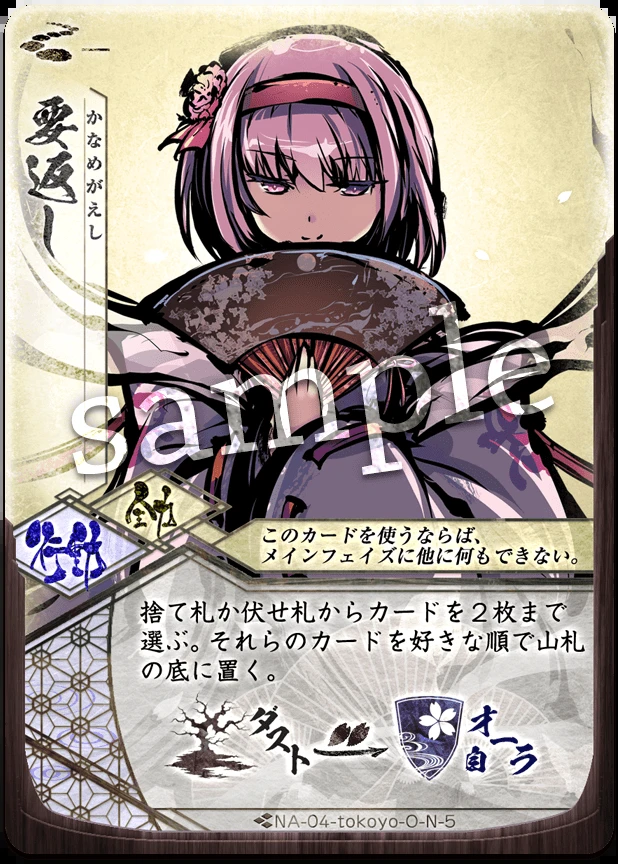 要返し
かなめがえし
sample
行動
全力
このカードを使うならば、
メインフェイズに他に何もできない。
捨て札か伏せ札からカードを２枚まで
選ぶ。それらのカードを好きな順で山札
の底に置く。
ダスト
自オーラ
NA-04-tokoyo-O-N-5